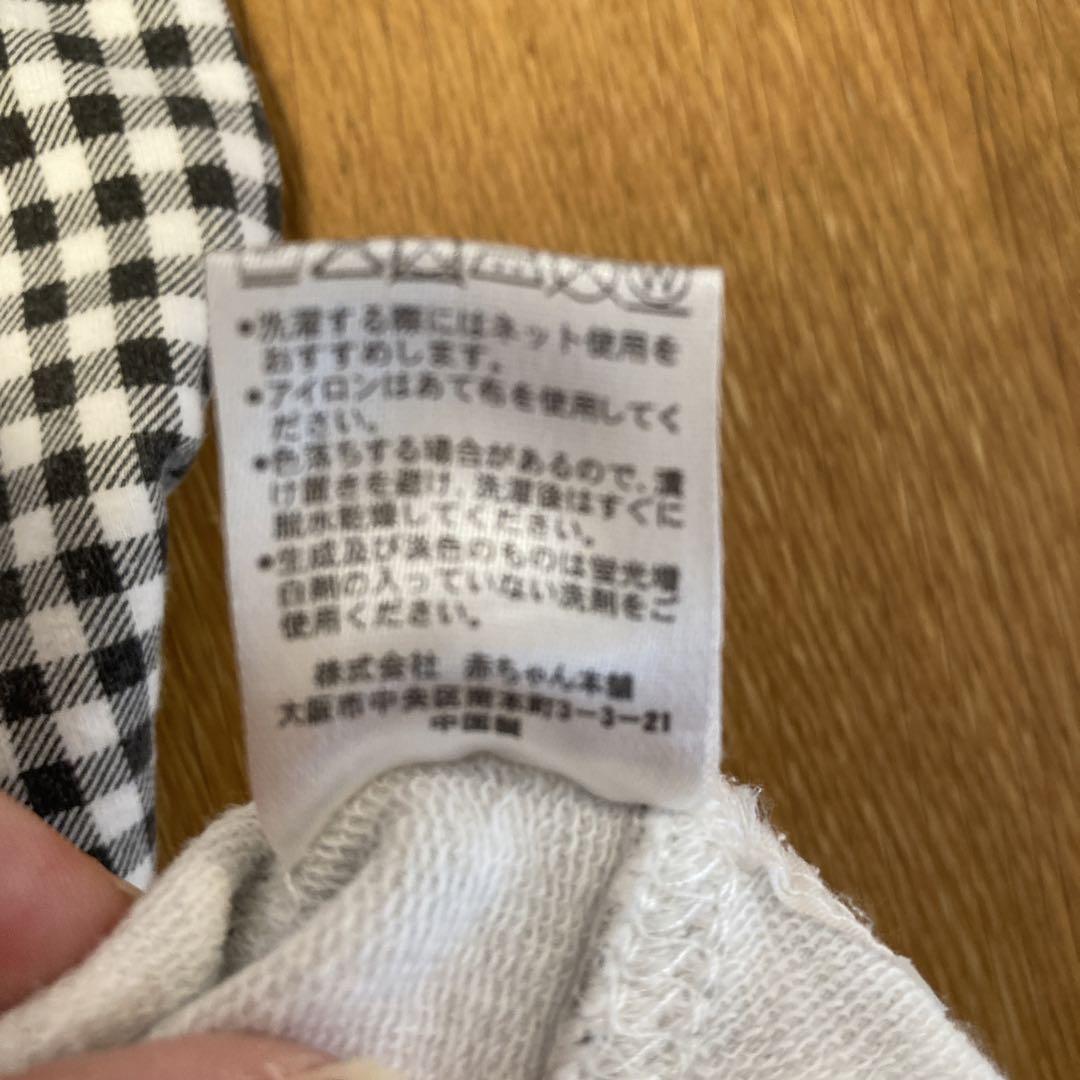 ●洗濯する際にはネット使用を
おすすめします。
●アイロンはあて布を使用してく
ださい。
●色落ちする場合があるので、漬
け置きを避け、洗濯後はすぐに
脱水乾燥してください。
●生成及び淡色のものは蛍光増
白剤の入っていない洗剤をご
使用ください。
株式会社 赤ちゃん本舗
大阪市中央区南本町3-3-21
中国製